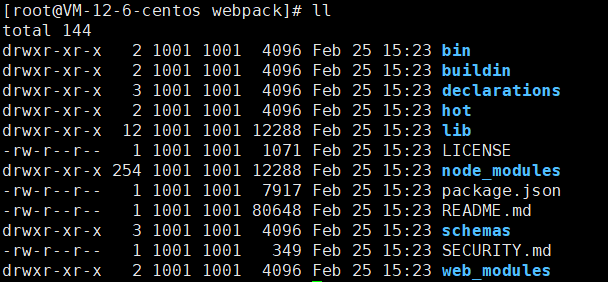 [root@VM-12-6-centos webpack]# ll
total 144
drwxr-xr-x   2 1001 1001  4096 Feb 25 15:23 bin
drwxr-xr-x   2 1001 1001  4096 Feb 25 15:23 buildin
drwxr-xr-x   3 1001 1001  4096 Feb 25 15:23 declarations
drwxr-xr-x   2 1001 1001  4096 Feb 25 15:23 hot
drwxr-xr-x  12 1001 1001 12288 Feb 25 15:23 lib
-rw-r--r--   1 1001 1001  1071 Feb 25 15:23 LICENSE
drwxr-xr-x 254 1001 1001 12288 Feb 25 15:23 node_modules
-rw-r--r--   1 1001 1001  7917 Feb 25 15:23 package.json
-rw-r--r--   1 1001 1001 80648 Feb 25 15:23 README.md
drwxr-xr-x   3 1001 1001  4096 Feb 25 15:23 schemas
-rw-r--r--   1 1001 1001   349 Feb 25 15:23 SECURITY.md
drwxr-xr-x   2 1001 1001  4096 Feb 25 15:23 web_modules